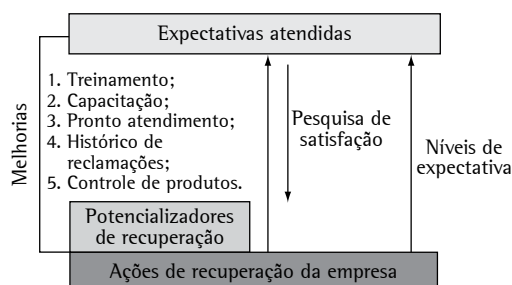 Expectativas atendidas
Melhorias
1. Treinamento;
2. Capacitação;
3. Pronto atendimento;
4. Histórico de
reclamações;
5. Controle de produtos.
Pesquisa de
satisfação
Níveis de
expectativa
Potencializadores
de recuperação
Ações de recuperação da empresa